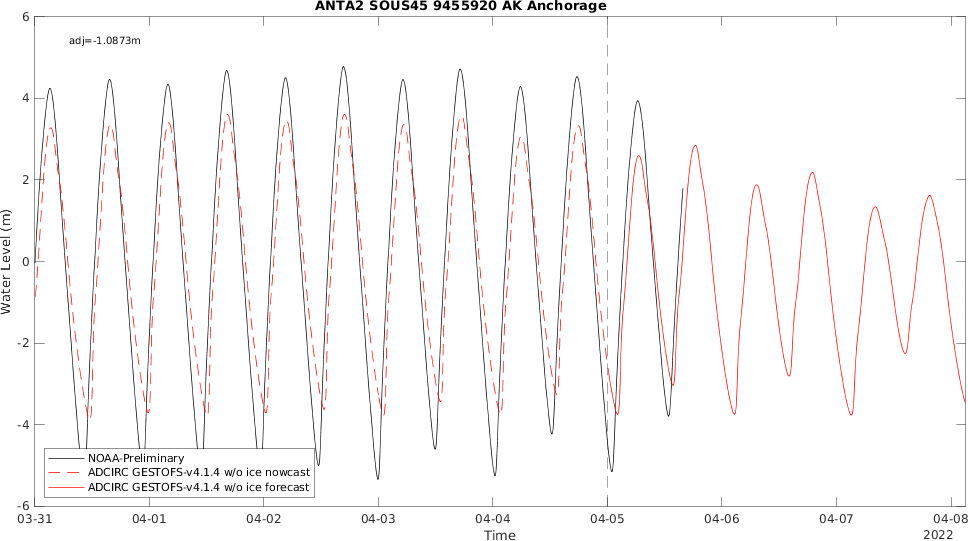 ANTA2 SOUS45 9455920 AK Anchorage
adj=-1.0873m
6
4
2
0
-2
-4
-6
Water Level (m)
NOAA-Preliminary
ADCIRC GESTOFS-v4.1.4 w/o ice nowcast
ADCIRC GESTOFS-v4.1.4 w/o ice forecast
03-31 04-01 04-02 04-03 04-04 04-05 04-06 04-07 04-08
Time
2022